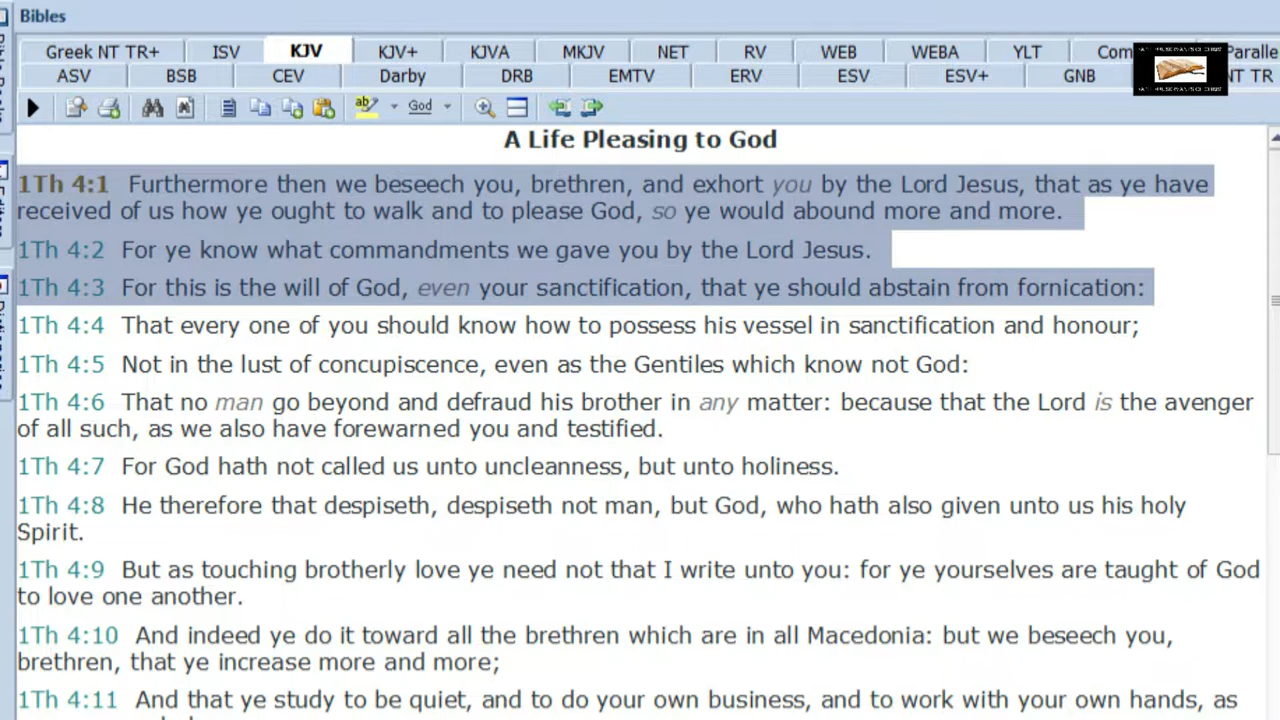 Bibles
Greek NT TR+ ISV KJV KJV+ KJVA MKJV NET RV WEB WEBA YLT Com Paralle
ASV BSB CEV Darby DRB EMTV ERV ESV ESV+ GNB NT TR
God
A Life Pleasing to God
1Th 4:1 Furthermore then we beseech you, brethren, and exhort you by the Lord Jesus, that as ye have
received of us how ye ought to walk and to please God, so ye would abound more and more.
1Th 4:2 For ye know what commandments we gave you by the Lord Jesus.
1Th 4:3 For this is the will of God, even your sanctification, that ye should abstain from fornication:
1Th 4:4 That every one of you should know how to possess his vessel in sanctification and honour;
1Th 4:5 Not in the lust of concupiscence, even as the Gentiles which know not God:
1Th 4:6 That no man go beyond and defraud his brother in any matter: because that the Lord is the avenger
of all such, as we also have forewarned you and testified.
1Th 4:7 For God hath not called us unto uncleanness, but unto holiness.
1Th 4:8 He therefore that despiseth, despiseth not man, but God, who hath also given unto us his holy
Spirit.
1Th 4:9 But as touching brotherly love ye need not that I write unto you: for ye yourselves are taught of God
to love one another.
1Th 4:10 And indeed ye do it toward all the brethren which are in all Macedonia: but we beseech you,
brethren, that ye increase more and more;
1Th 4:11 And that ye study to be quiet, and to do your own business, and to work with your own hands, as